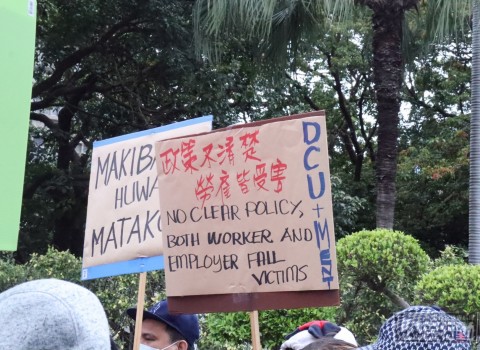 MAKIBA
HUWA
MATAKO
政策不清楚
勞雇皆受害
NO CLEAR POLICY,
BOTH WORKER AND
EMPLOYER FALL
VICTIMS
DCU+MEN